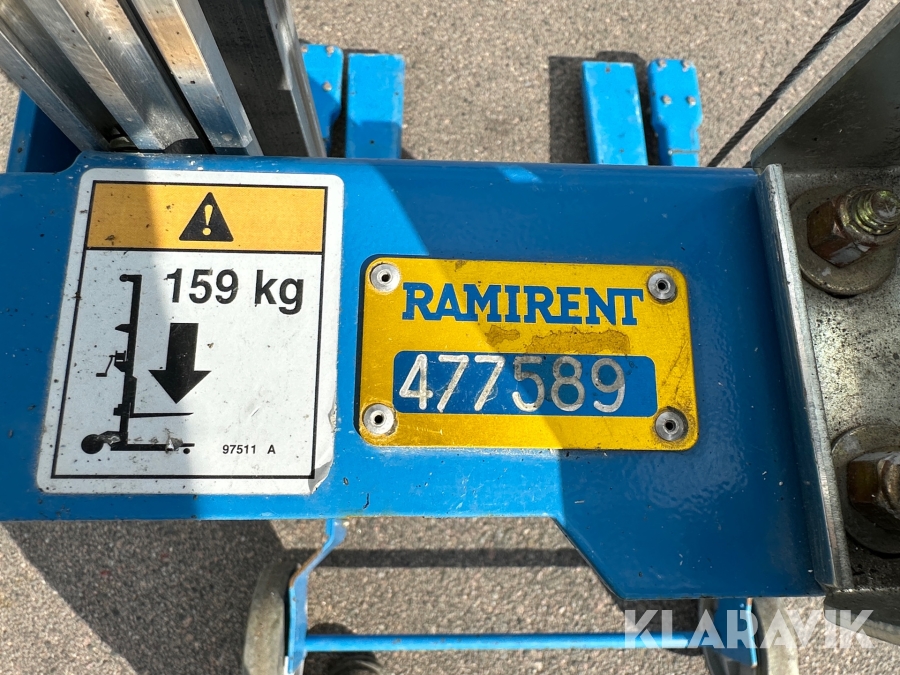 159 kg
97511 A
RAMIRENT
477589
KLARAVIK